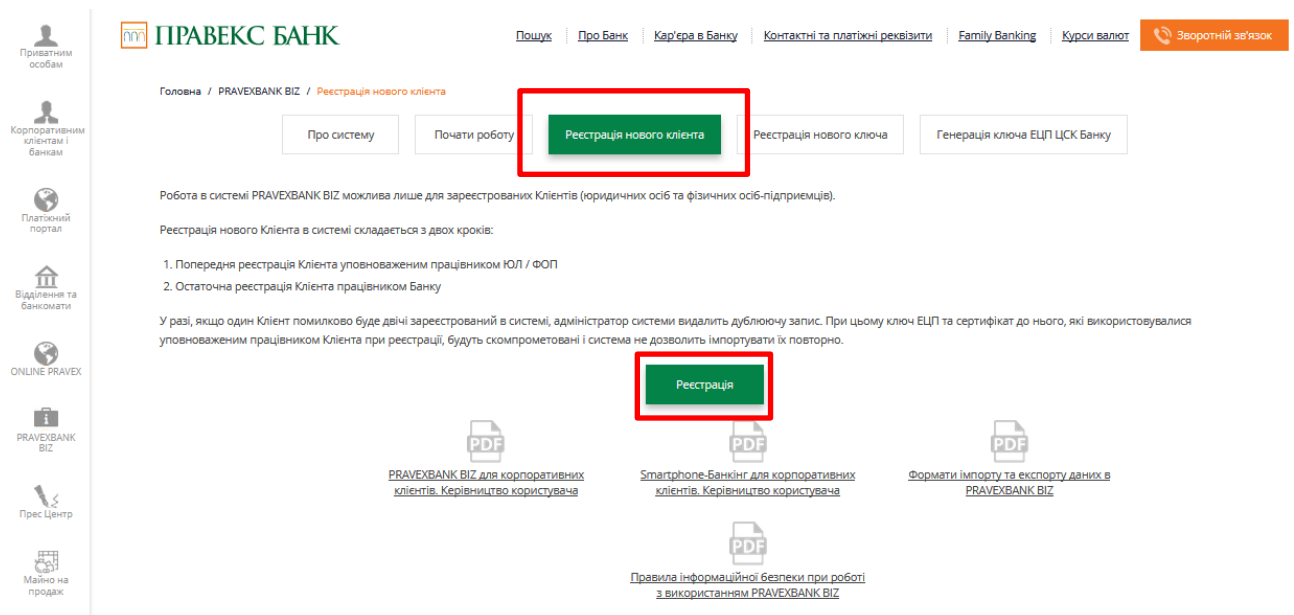 ПРАВЕКС БАНК
Пошук
Про Банк
Кар'єра в Банку
Контактні та платіжні реквізити
Family Banking
Курси валют
Зворотній зв'язок
Приватним
особам
Корпоративним
клієнтам і
банкам
Платіжний
портал
Відділення та
банкомати
ONLINE PRAVEX
PRAVEXBANK
BIZ
Прес Центр
Майно на
продаж
Головна / PRAVEXBANK BIZ / Реєстрація нового клієнта
Про систему
Почати роботу
Реєстрація нового клієнта
Реєстрація нового ключа
Генерація ключа ЕЦП ЦСК Банку
Робота в системі PRAVEXBANK BIZ можлива лише для зареєстрованих Клієнтів (юридичних осіб та фізичних осіб-підприємців).
Реєстрація нового Клієнта в системі складається з двох кроків:
1. Попередня реєстрація Клієнта уповноваженим працівником ЮЛ / ФОП
2. Остаточна реєстрація Клієнта працівником Банку
У разі, якщо один Клієнт помилково буде двічі зареєстрований в системі, адміністратор системи видалить дублюючу запис. При цьому ключ ЕЦП та сертифікат до нього, які використовувалися
уповноваженим працівником Клієнта при реєстрації, будуть скомпрометовані і система не дозволить імпортувати їх повторно.
Реєстрація
PDF
PRAVEXBANK BIZ для корпоративних
клієнтів. Керівництво користувача
PDF
Smartphone-Банкінг для корпоративних
клієнтів. Керівництво користувача
PDF
Формати імпорту та експорту даних в
PRAVEXBANK BIZ
PDF
Правила інформаційної безпеки при роботі
з використанням PRAVEXBANK BIZ